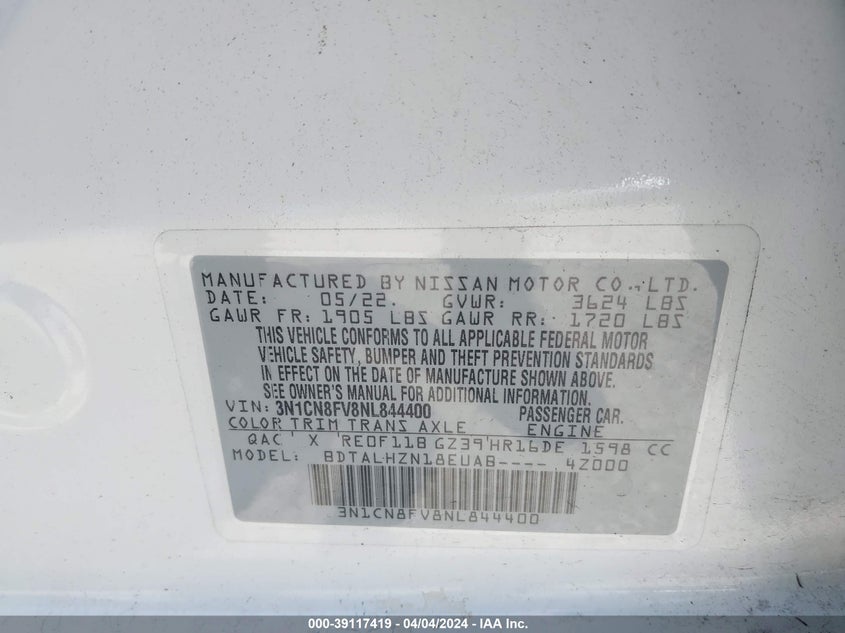 MANUFACTURED BY NISSAN MOTOR CO., LTD.
DATE: 05/22. GVWR: 3624 LBS
GAWR FR: 1905 LBS GAWR RR: 1720 LBS
THIS VEHICLE CONFORMS TO ALL APPLICABLE FEDERAL MOTOR
VEHICLE SAFETY, BUMPER AND THEFT PREVENTION STANDARDS
IN EFFECT ON THE DATE OF MANUFACTURE SHOWN ABOVE.
SEE OWNER'S MANUAL FOR ADDITIONAL INFORMATION.
VIN: 3N1CN8FV8NL844400 PASSENGER CAR.
COLOR TRIM TRANS AXLE ENGINE
QAC' X 'RE0F11B GZ39'HR16DE 1598 CC
MODEL: BDTALHZN18EUAB---- 4Z000
3N1CN8FV8NL844400
000-39117419 - 04/04/2024 - IAA Inc.